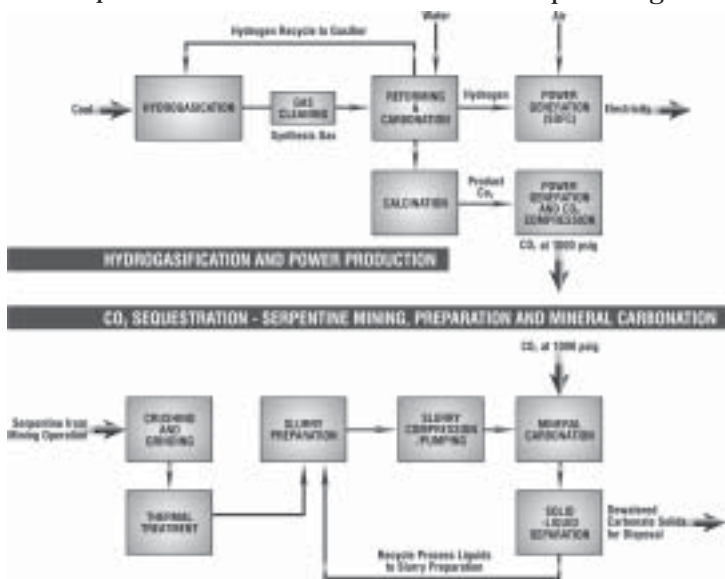 Water
Air
Hydrogen Recycle to Gasifier
Coal
HYDROGASICATION
GAS
CLEANING
Synthesis Gas
REFORMING
&
CARBONATION
Hydrogen
POWER
GENERATION
(SOFC)
Electricity
CALCINATION
Product
Co₂
POWER
GENERATION
AND CO₂
COMPRESSION
CO₂ at 1000 psig
HYDROGASIFICATION AND POWER PRODUCTION
CO₂ SEQUESTRATION - SERPENTINE MINING, PREPARATION AND MINERAL CARBONATION
CO₂ at 1000 psig
Serpentine from
Mining Operation
CRUSHING
AND
GRINDING
SLURRY
PREPARATION
SLURRY
COMPRESSION
/PUMPING
MINERAL
CARBONATION
THERMAL
TREATMENT
SOLID
-LIQUID
SEPARATION
Dewatered
Carbonate Solids
for Disposal
Recycle Process Liquids
to Slurry Preparation